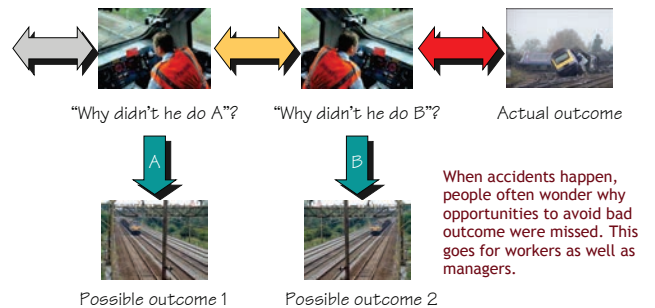 "Why didn't he do A"?
"Why didn't he do B"?
Actual outcome
A
B
When accidents happen,
people often wonder why
opportunities to avoid bad
outcome were missed. This
goes for workers as well as
managers.
Possible outcome 1
Possible outcome 2